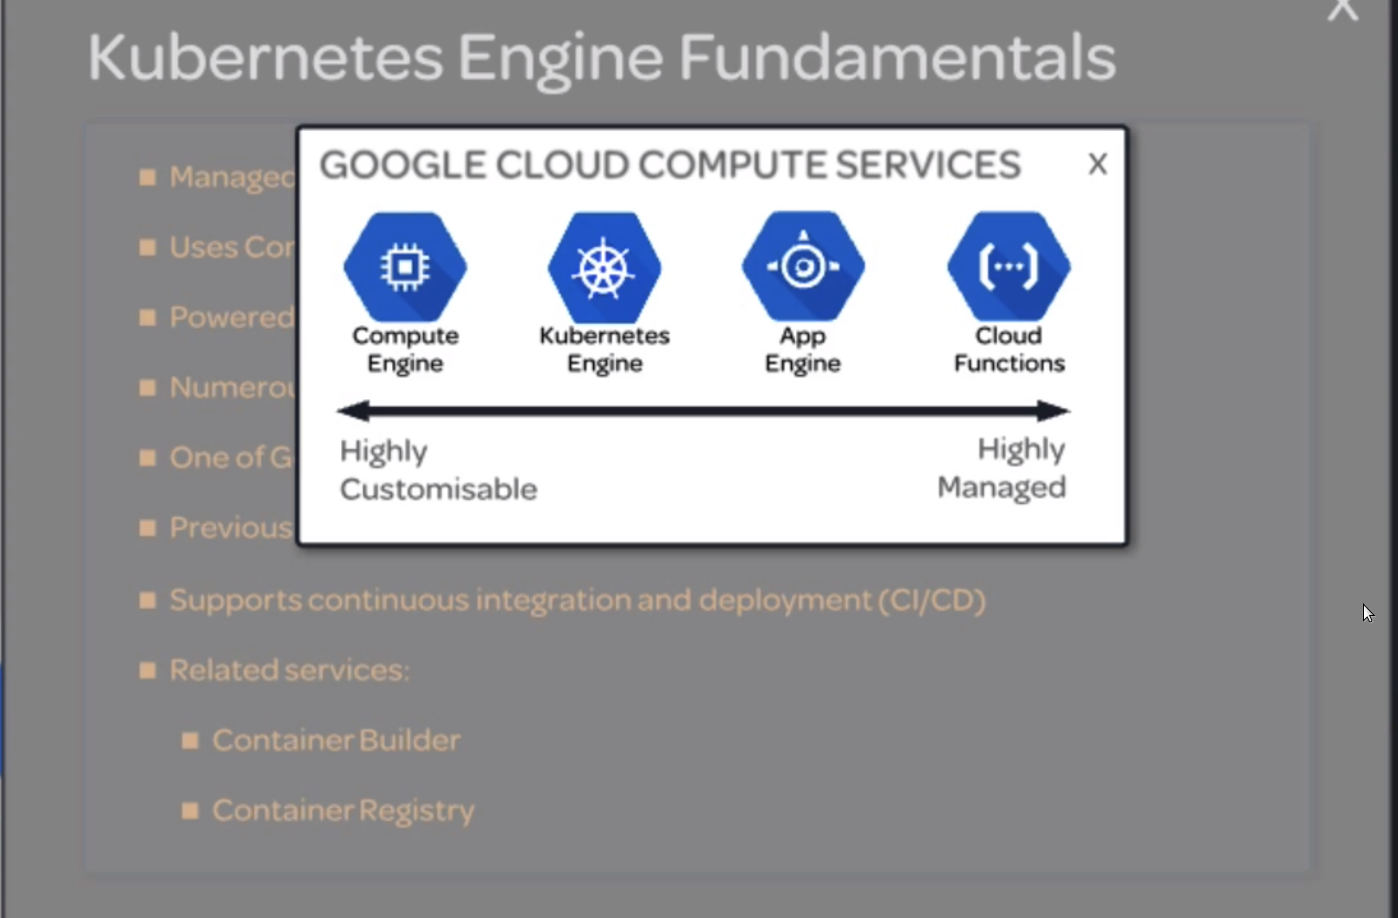 X
Kubernetes Engine Fundamentals
GOOGLE CLOUD COMPUTE SERVICES X
Compute Engine
Kubernetes Engine
App Engine
Cloud Functions
Highly Customisable
Highly Managed
Managed
Uses Con
Powered
Numerou
One of G
Previous
Supports continuous integration and deployment (CI/CD)
Related services:
Container Builder
Container Registry